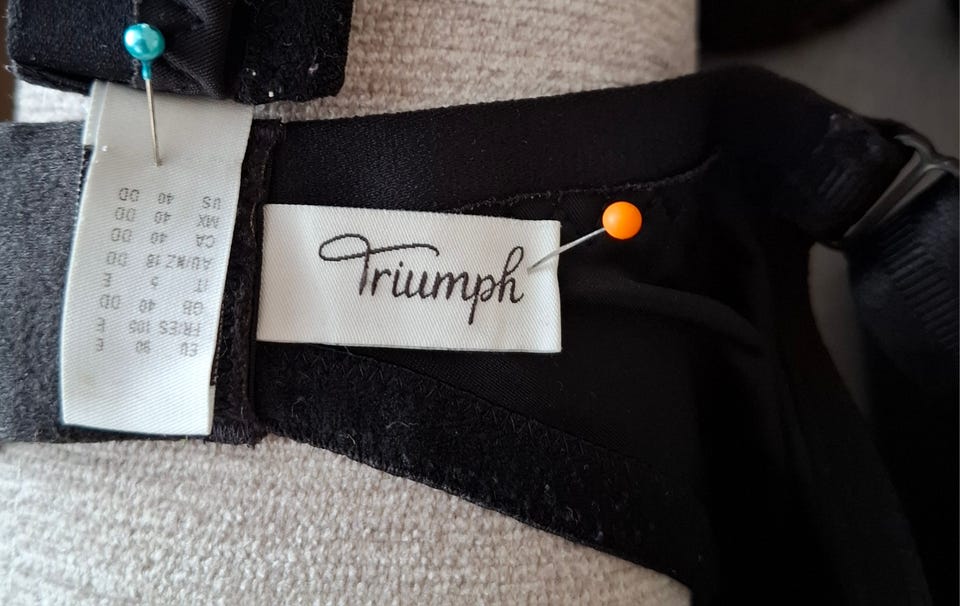 Triumph
EU 90 E
FR/ES 105 E
GB 40 DD
IT 5 E
AU/NZ 18 DD
CA 40 DD
MX 40 DD
US 40 DD